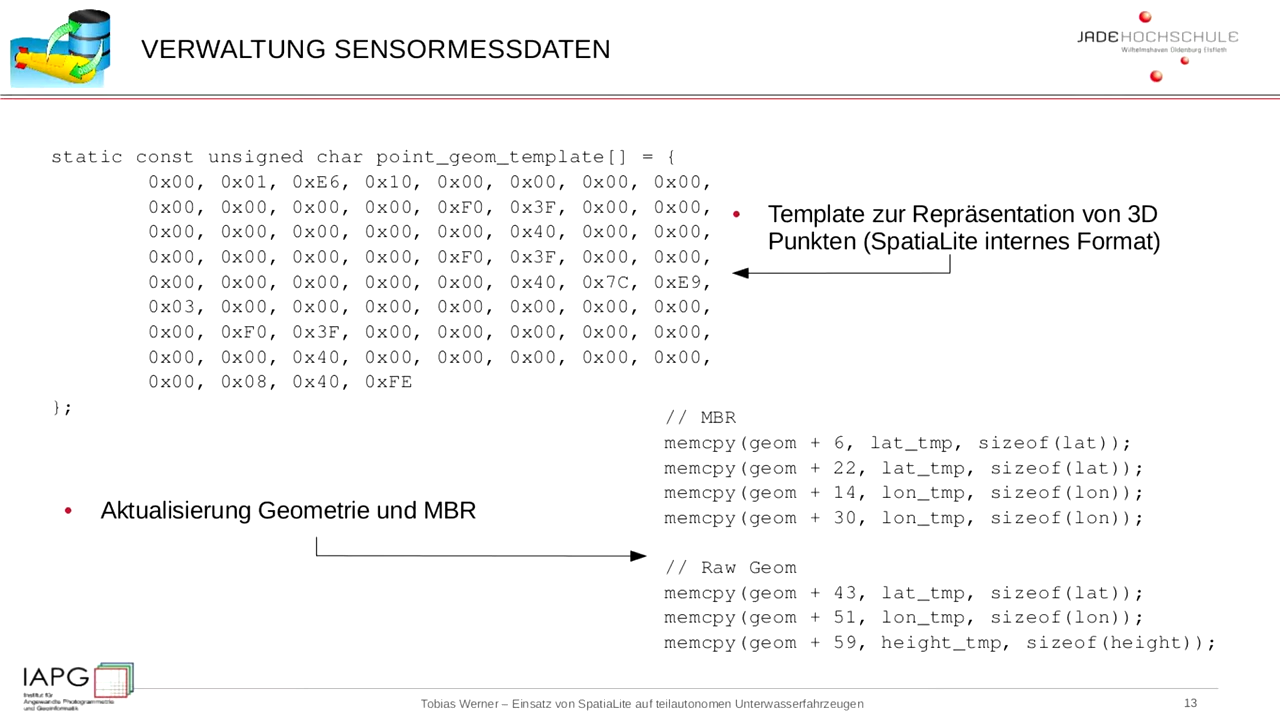 VERWALTUNG SENSORMESSDATEN
JADEHOCHSCHULE
Wilhelmshaven Oldenburg Elsfleth
static const unsigned char point_geom_template[] = {
0x00, 0x01, 0xE6, 0x10, 0x00, 0x00, 0x00, 0x00,
0x00, 0x00, 0x00, 0x00, 0xF0, 0x3F, 0x00, 0x00,
0x00, 0x00, 0x00, 0x00, 0x00, 0x40, 0x00, 0x00,
0x00, 0x00, 0x00, 0x00, 0xF0, 0x3F, 0x00, 0x00,
0x00, 0x00, 0x00, 0x00, 0x00, 0x40, 0x7C, 0xE9,
0x03, 0x00, 0x00, 0x00, 0x00, 0x00, 0x00, 0x00,
0x00, 0xF0, 0x3F, 0x00, 0x00, 0x00, 0x00, 0x00,
0x00, 0x00, 0x40, 0x00, 0x00, 0x00, 0x00, 0x00,
0x00, 0x08, 0x40, 0xFE
};
• Template zur Repräsentation von 3D
Punkten (SpatiaLite internes Format)
• Aktualisierung Geometrie und MBR
// MBR
memcpy(geom + 6, lat_tmp, sizeof(lat));
memcpy(geom + 22, lat_tmp, sizeof(lat));
memcpy(geom + 14, lon_tmp, sizeof(lon));
memcpy(geom + 30, lon_tmp, sizeof(lon));
// Raw Geom
memcpy(geom + 43, lat_tmp, sizeof(lat));
memcpy(geom + 51, lon_tmp, sizeof(lon));
memcpy(geom + 59, height_tmp, sizeof(height));
IAPG
Institut für
Angewandte Photogrammetrie
und Geoinformatik
Tobias Werner – Einsatz von SpatiaLite auf teilautonomen Unterwasserfahrzeugen
13